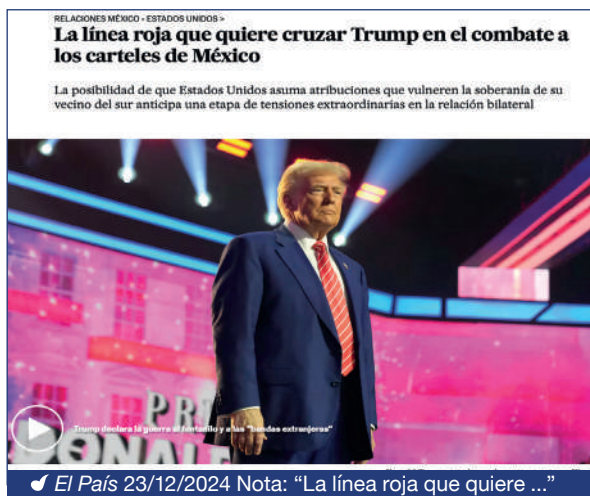 RELACIONES MÉXICO - ESTADOS UNIDOS >
La línea roja que quiere cruzar Trump en el combate a
los carteles de México
La posibilidad de que Estados Unidos asuma atribuciones que vulneren la soberanía de su
vecino del sur anticipa una etapa de tensiones extraordinarias en la relación bilateral
PRE
DONALD
Trump declara la guerra al fentanilo y a las "bandas extranjeras"
El País 23/12/2024 Nota: “La línea roja que quiere ...”